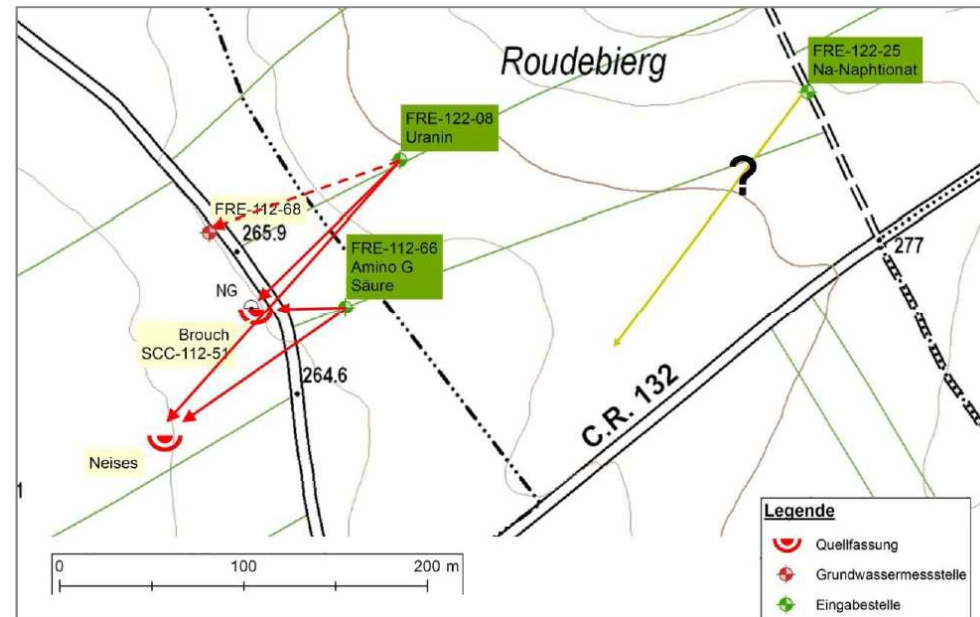 Roudebierg
FRE-122-25
Na-Naphtionat
FRE-122-08
Uranin
?
FRE-112-68
265.9
FRE-112-66
Amino G
Säure
277
NG
Brouch
SCC-112-51
264.6
C.R. 132
Neises
1
Legende
Quellfassung
Grundwassermessstelle
Eingabestelle
0 100 200 m